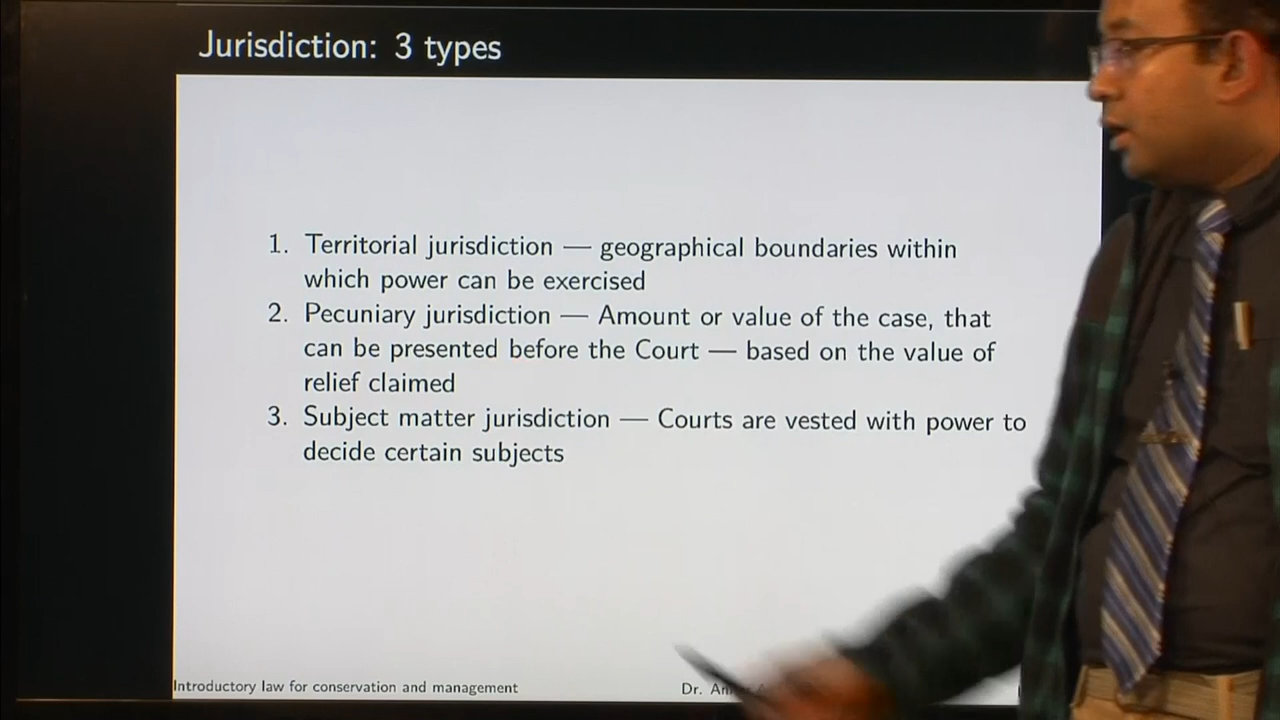 Jurisdiction: 3 types
1. Territorial jurisdiction — geographical boundaries within
which power can be exercised
2. Pecuniary jurisdiction — Amount or value of the case, that
can be presented before the Court — based on the value of
relief claimed
3. Subject matter jurisdiction — Courts are vested with power to
decide certain subjects
Introductory law for conservation and management
Dr.